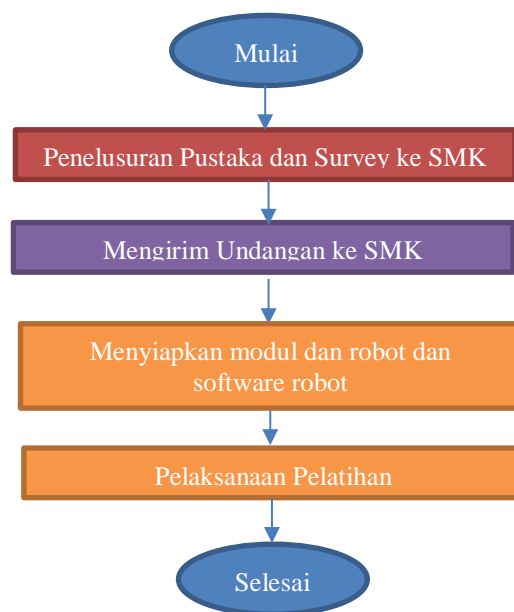 Mulai
Penelusuran Pustaka dan Survey ke SMK
Mengirim Undangan ke SMK
Menyiapkan modul dan robot dan
software robot
Pelaksanaan Pelatihan
Selesai